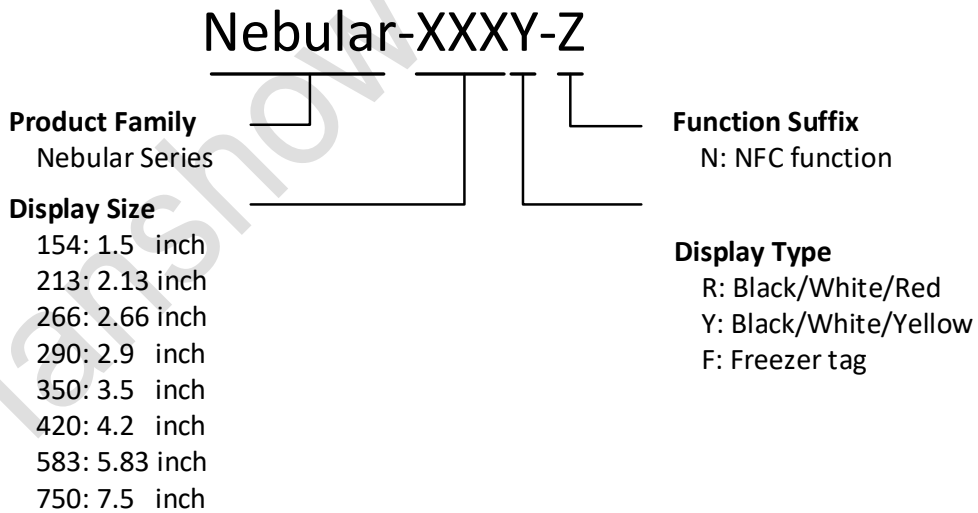 Nebular-XXXY-Z
Product Family
Nebular Series
Display Size
154: 1.5 inch
213: 2.13 inch
266: 2.66 inch
290: 2.9 inch
350: 3.5 inch
420: 4.2 inch
583: 5.83 inch
750: 7.5 inch
Function Suffix
N: NFC function
Display Type
R: Black/White/Red
Y: Black/White/Yellow
F: Freezer tag